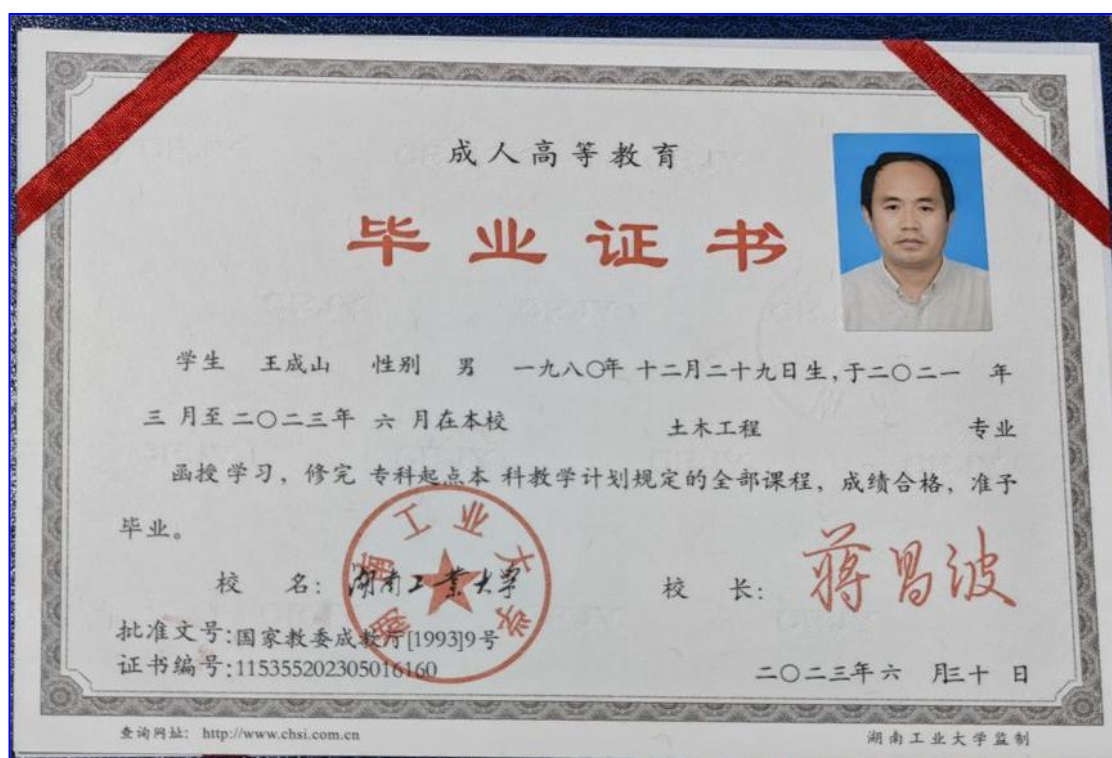 成人高等教育
毕业证书
学生 王成山 性别 男 一九八〇年 十二月二十九日生,于二〇二一 年
三 月至 二〇二三年 六 月在本校 土木工程 专业
函授 学习，修完 专科起点本 科教学计划规定的全部课程，成绩合格，准予
毕业。
湖南工业大学
校 名：湖南工業大学 校 长：蒋昌波
批准文号:国家教委成教厅[1993]9号
证书编号:115355202305016160 二〇二三年 六 月三十 日
查询网址： http://www.chsi.com.cn 湖南工业大学监制